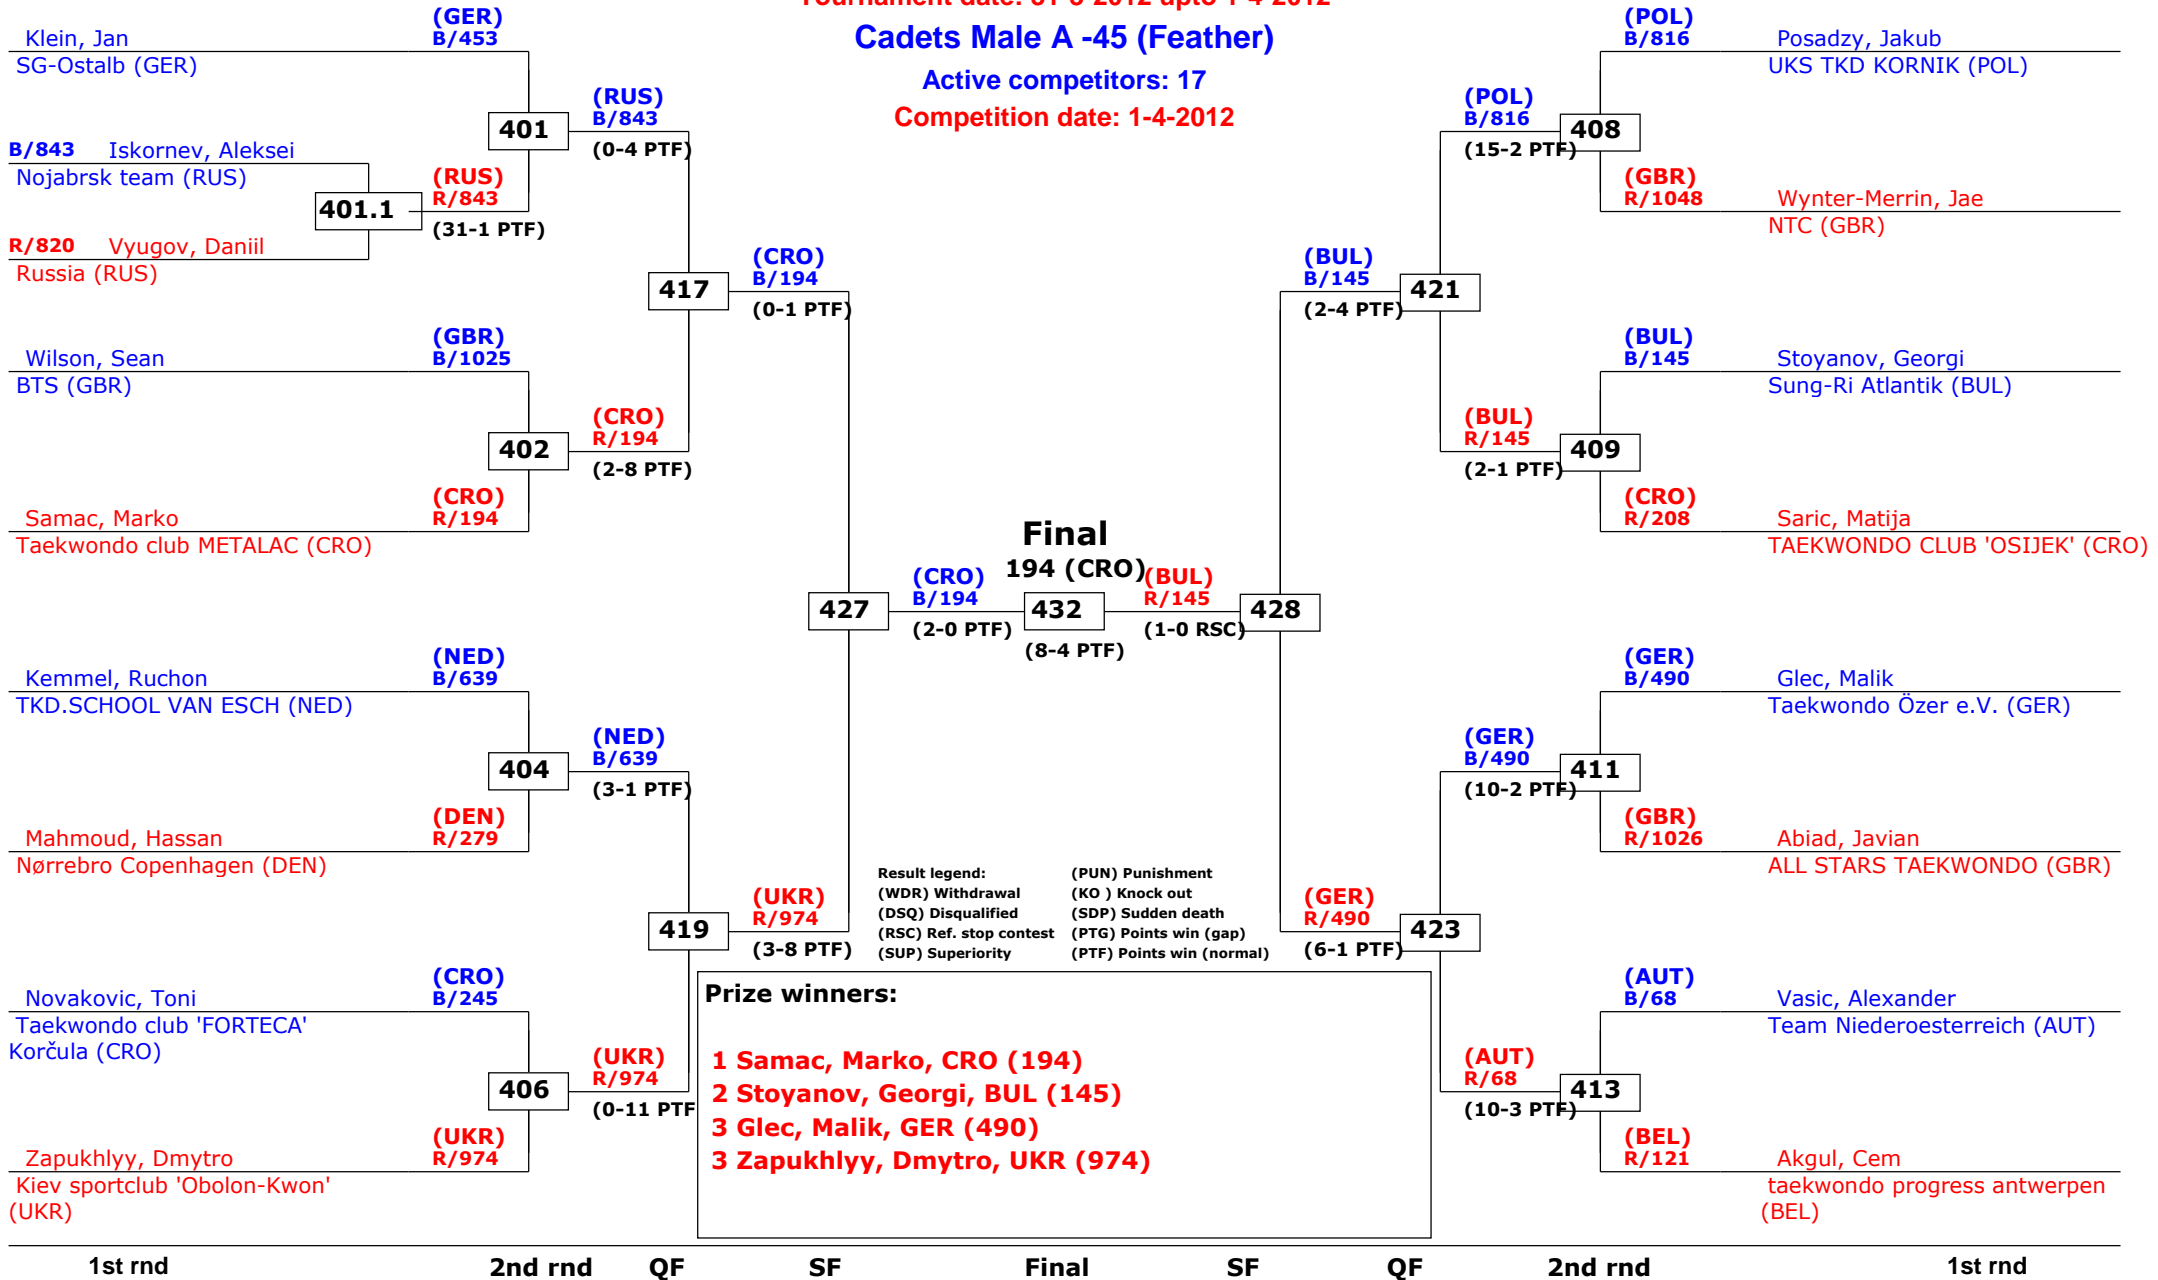 Tournament date: 31-3-2012 upto 1-4-2012
Cadets Male A -45 (Feather)
Active competitors: 17
Competition date: 1-4-2012
(GER)
Klein, Jan B/453
SG-Ostalb (GER)
(RUS)
B/843
401
(0-4 PTF)
B/843 Iskornev, Aleksei
Nojabrsk team (RUS)
(RUS)
R/843
401.1
(31-1 PTF)
R/820 Vyugov, Daniil
Russia (RUS)
(CRO)
B/194
417
(0-1 PTF)
(GBR)
Wilson, Sean B/1025
BTS (GBR)
(CRO)
R/194
402
(2-8 PTF)
(CRO)
Samac, Marko R/194
Taekwondo club METALAC (CRO)
427
(CRO)
B/194
(2-0 PTF)
(NED)
Kemmel, Ruchon B/639
TKD.SCHOOL VAN ESCH (NED)
(NED)
B/639
404
(3-1 PTF)
(DEN)
Mahmoud, Hassan R/279
Nørrebro Copenhagen (DEN)
(UKR)
R/974
419
(3-8 PTF)
(CRO)
Novakovic, Toni B/245
Taekwondo club 'FORTECA'
Korčula (CRO)
(UKR)
R/974
406
(0-11 PTF
(UKR)
Zapukhlyy, Dmytro R/974
Kiev sportclub 'Obolon-Kwon'
(UKR)
Final
194 (CRO)
432
(8-4 PTF)
(BUL)
R/145
428
(1-0 RSC)
(POL)
B/816 Posadzy, Jakub
UKS TKD KORNIK (POL)
(POL)
B/816
408
(15-2 PTF)
(GBR)
R/1048 Wynter-Merrin, Jae
NTC (GBR)
(BUL)
B/145
421
(2-4 PTF)
(BUL)
B/145 Stoyanov, Georgi
Sung-Ri Atlantik (BUL)
(BUL)
R/145
409
(2-1 PTF)
(CRO)
R/208 Saric, Matija
TAEKWONDO CLUB 'OSIJEK' (CRO)
(GER)
B/490 Glec, Malik
Taekwondo Özer e.V. (GER)
(GER)
B/490
411
(10-2 PTF)
(GBR)
R/1026 Abiad, Javian
ALL STARS TAEKWONDO (GBR)
(GER)
R/490
423
(6-1 PTF)
(AUT)
B/68 Vasic, Alexander
Team Niederoesterreich (AUT)
(AUT)
R/68
413
(10-3 PTF)
(BEL)
R/121 Akgul, Cem
taekwondo progress antwerpen
(BEL)
Result legend: (PUN) Punishment
(WDR) Withdrawal (KO ) Knock out
(DSQ) Disqualified (SDP) Sudden death
(RSC) Ref. stop contest (PTG) Points win (gap)
(SUP) Superiority (PTF) Points win (normal)
Prize winners:
1 Samac, Marko, CRO (194)
2 Stoyanov, Georgi, BUL (145)
3 Glec, Malik, GER (490)
3 Zapukhlyy, Dmytro, UKR (974)
1st rnd 2nd rnd QF SF Final SF QF 2nd rnd 1st rnd